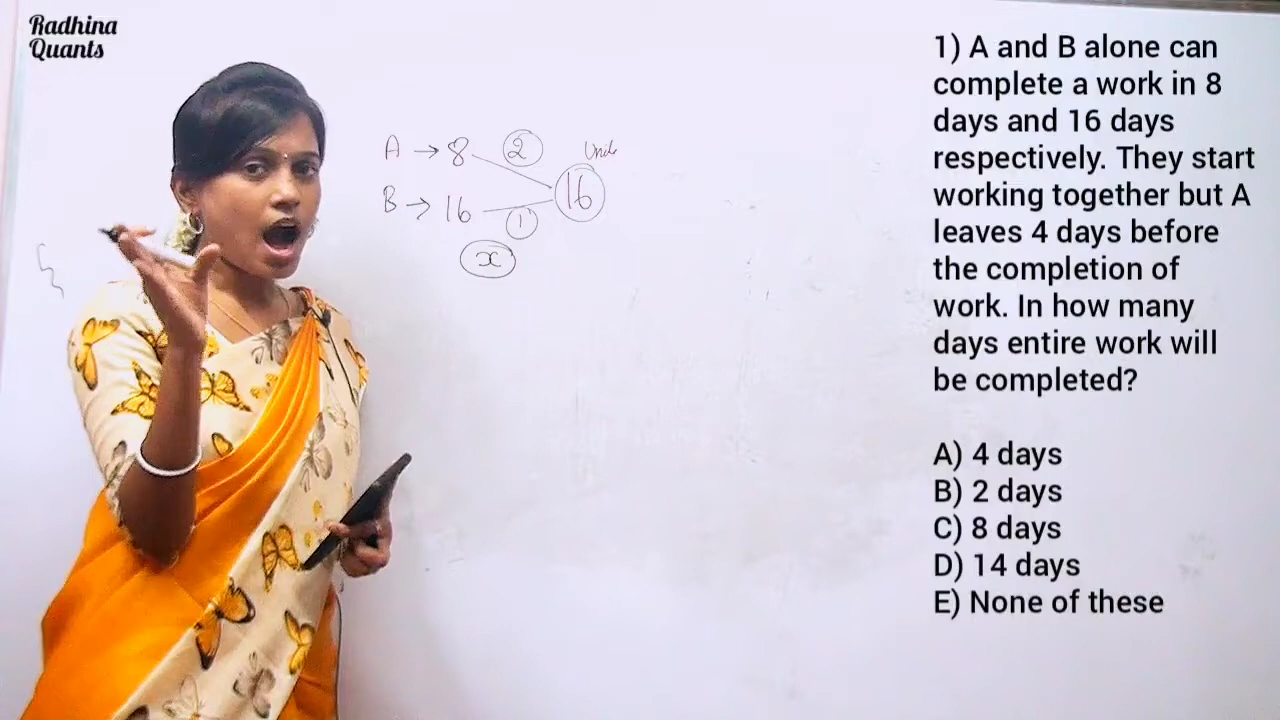 Radhina
Quants
A → 8 2 Units
B → 16 1 16
x
1) A and B alone can
complete a work in 8
days and 16 days
respectively. They start
working together but A
leaves 4 days before
the completion of
work. In how many
days entire work will
be completed?
A) 4 days
B) 2 days
C) 8 days
D) 14 days
E) None of these